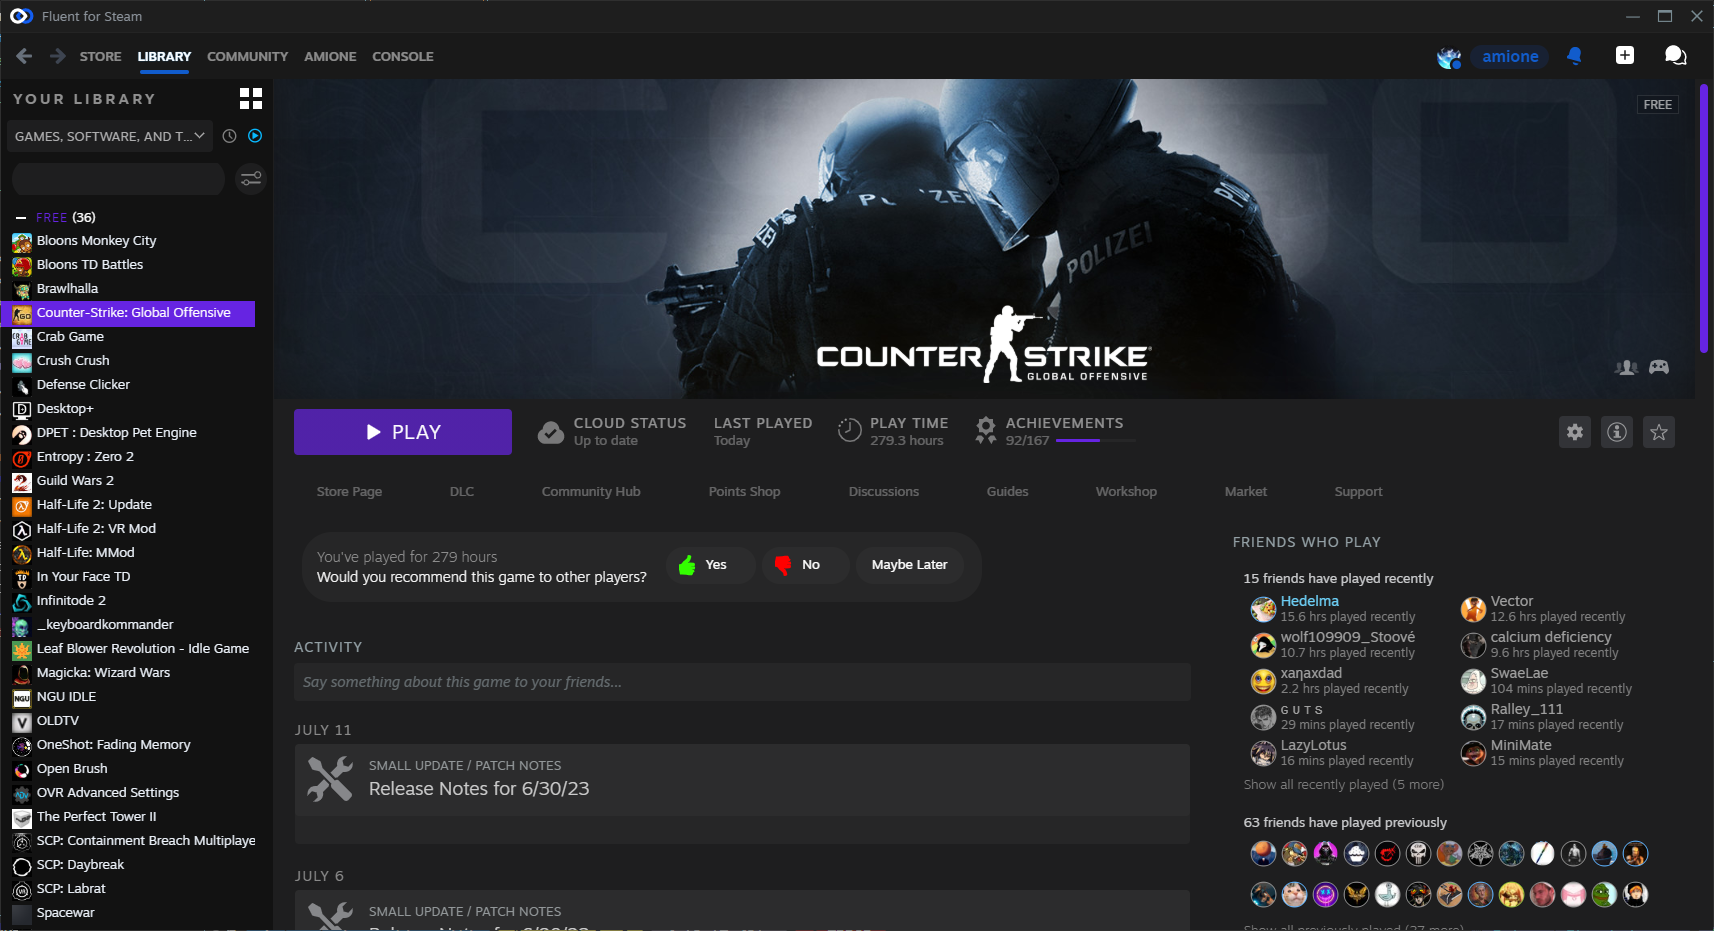 Fluent for Steam
STORE LIBRARY COMMUNITY AMIONE CONSOLE
amione
YOUR LIBRARY
GAMES, SOFTWARE, AND T...
FREE (36)
Bloons Monkey City
Bloons TD Battles
Brawlhalla
Counter-Strike: Global Offensive
Crab Game
Crush Crush
Defense Clicker
Desktop+
DPET : Desktop Pet Engine
Entropy : Zero 2
Guild Wars 2
Half-Life 2: Update
Half-Life 2: VR Mod
Half-Life: MMod
In Your Face TD
Infinitode 2
_keyboardkommander
Leaf Blower Revolution - Idle Game
Magicka: Wizard Wars
NGU IDLE
OLDTV
OneShot: Fading Memory
Open Brush
OVR Advanced Settings
The Perfect Tower II
SCP: Containment Breach Multiplaye
SCP: Daybreak
SCP: Labrat
Spacewar
CSGO
FREE
POLIZEI
POLIZEI
COUNTER STRIKE
GLOBAL OFFENSIVE
PLAY
CLOUD STATUS
Up to date
LAST PLAYED
Today
PLAY TIME
279.3 hours
ACHIEVEMENTS
92/167
Store Page DLC Community Hub Points Shop Discussions Guides Workshop Market Support
You've played for 279 hours
Would you recommend this game to other players?
Yes No Maybe Later
ACTIVITY
Say something about this game to your friends...
JULY 11
SMALL UPDATE / PATCH NOTES
Release Notes for 6/30/23
JULY 6
SMALL UPDATE / PATCH NOTES
FRIENDS WHO PLAY
15 friends have played recently
Hedelma
15.6 hrs played recently
Vector
12.6 hrs played recently
wolf109909_Stoové
10.7 hrs played recently
calcium deficiency
9.6 hrs played recently
xaηaxdad
2.2 hrs played recently
SwaeLae
104 mins played recently
ɢ ᴜ ᴛ s
29 mins played recently
Ralley_111
17 mins played recently
LazyLotus
16 mins played recently
MiniMate
15 mins played recently
Show all recently played (5 more)
63 friends have played previously